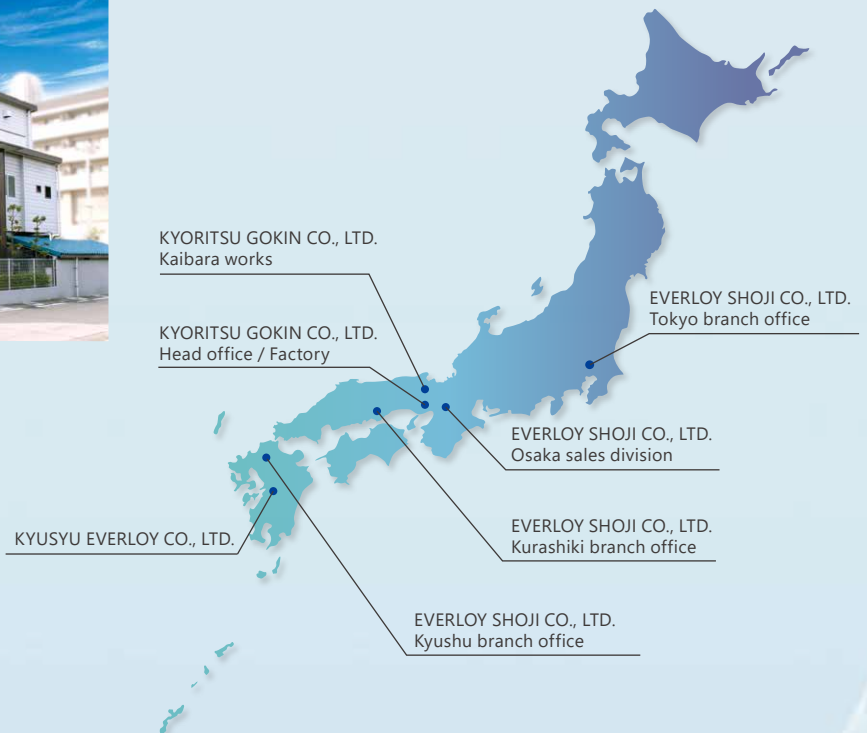 KYORITSU GOKIN CO., LTD.
Kaibara works
KYORITSU GOKIN CO., LTD.
Head office / Factory
EVERLOY SHOJI CO., LTD.
Tokyo branch office
EVERLOY SHOJI CO., LTD.
Osaka sales division
EVERLOY SHOJI CO., LTD.
Kurashiki branch office
KYUSYU EVERLOY CO., LTD.
EVERLOY SHOJI CO., LTD.
Kyushu branch office